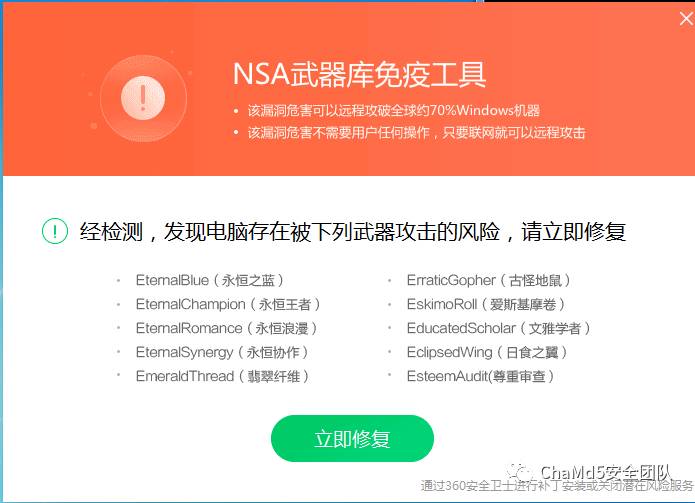 NSA武器库免疫工具
• 该漏洞危害可以远程攻破全球约70%Windows机器
• 该漏洞危害不需要用户任何操作，只要联网就可以远程攻击
经检测，发现电脑存在被下列武器攻击的风险，请立即修复
• EternalBlue（永恒之蓝）
• EternalChampion（永恒王者）
• EternalRomance（永恒浪漫）
• EternalSynergy（永恒协作）
• EmeraldThread（翡翠纤维）
• ErraticGopher（古怪地鼠）
• EskimoRoll（爱斯基摩卷）
• EducatedScholar（文雅学者）
• EclipsedWing（日食之翼）
• EsteemAudit(尊重审查）
立即修复
ChaMd5安全团队
通过360安全卫士进行补丁安装或关闭潜在风险服务